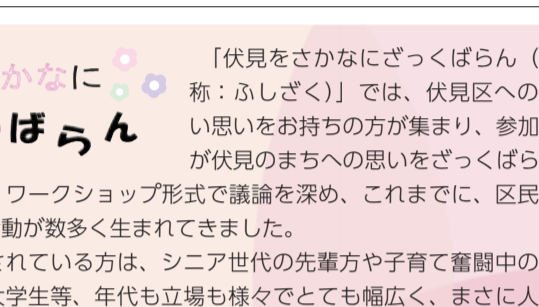 かなに
ばらん
「伏見をさかなにざっくばらん（
称：ふしざく）」では、伏見区への
い思いをお持ちの方が集まり、参加
が伏見のまちへの思いをざっくばら
ワークショップ形式で議論を深め、これまでに、区民
動が数多く生まれてきました。
されている方は、シニア世代の先輩方や子育て奮闘中の
大学生等、年代も立場も様々でとても幅広く、まさに人